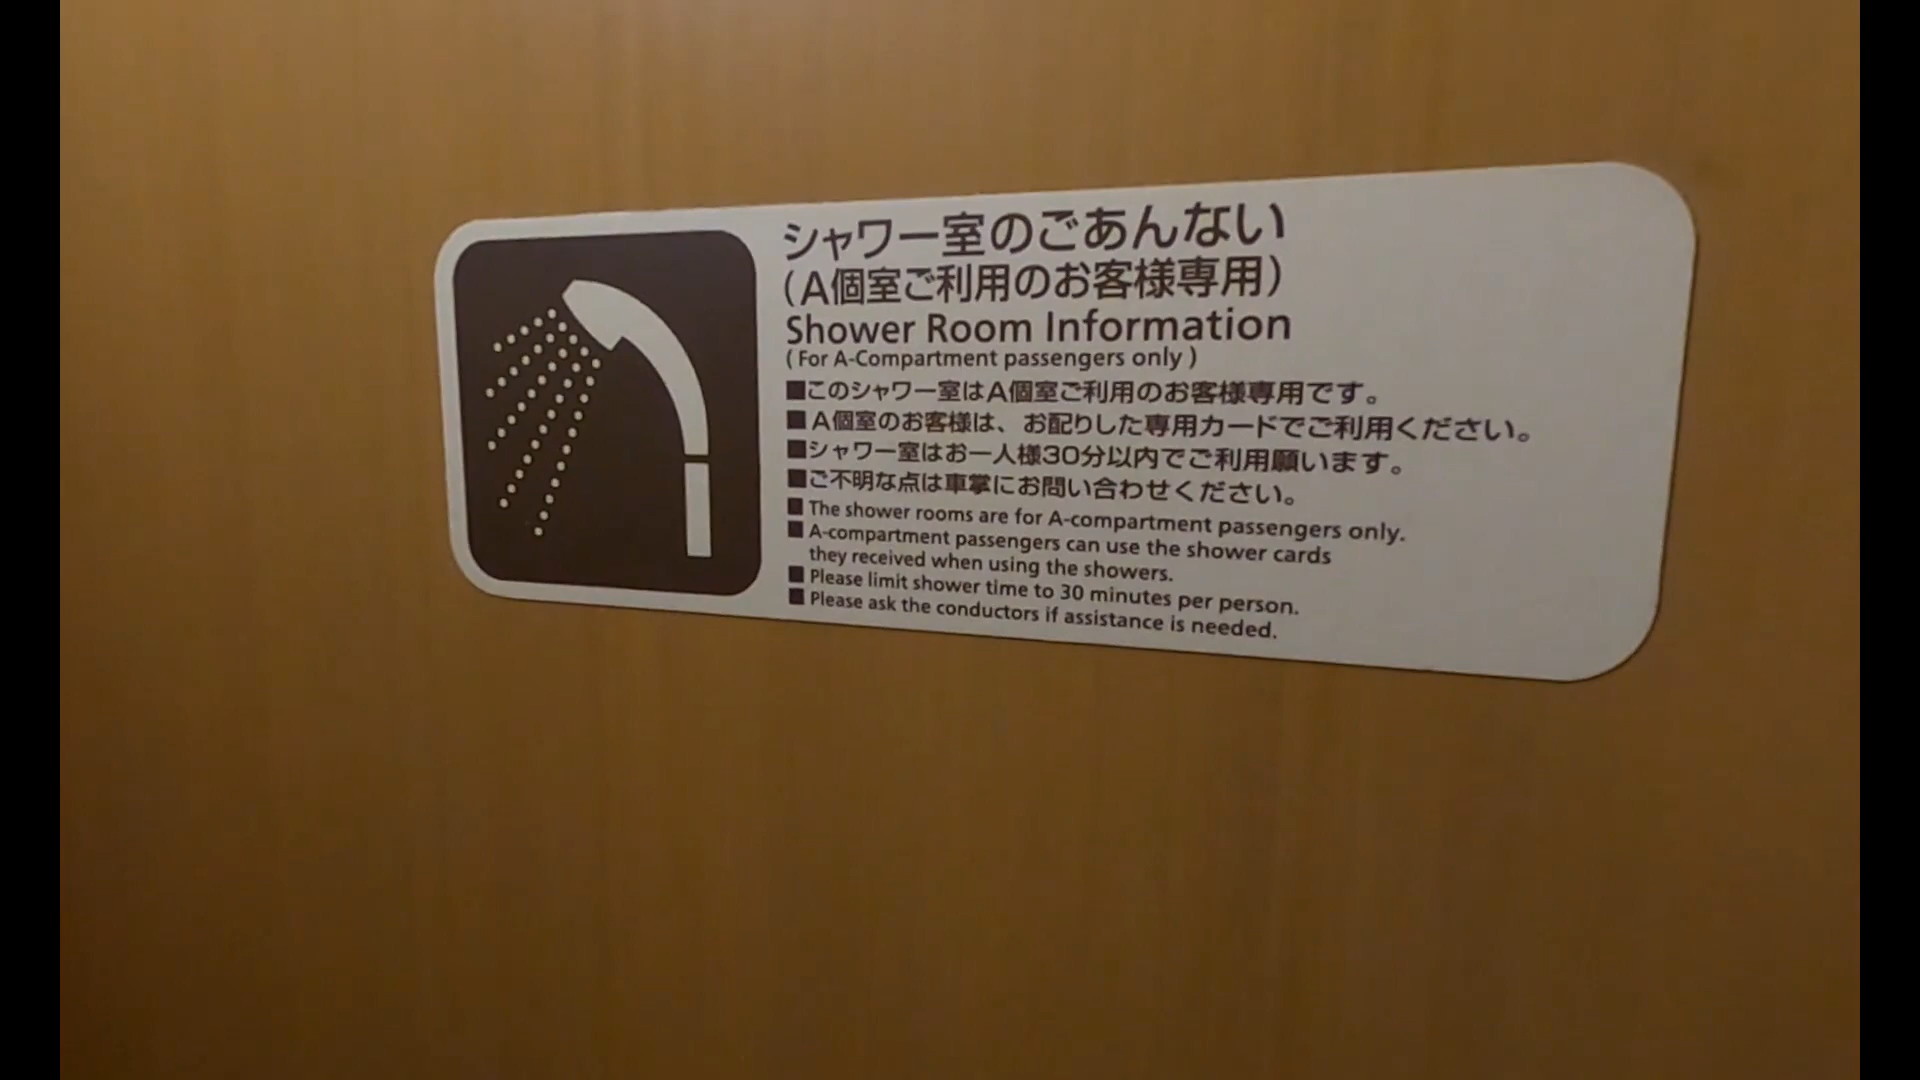 シャワー室のごあんない
（A個室ご利用のお客様専用）
Shower Room Information
( For A-Compartment passengers only )
■このシャワー室はA個室ご利用のお客様専用です。
■A個室のお客様は、お配りした専用カードでご利用ください。
■シャワー室はお一人様30分以内でご利用願います。
■ご不明な点は車掌にお問い合わせください。
■The shower rooms are for A-compartment passengers only.
■A-compartment passengers can use the shower cards
they received when using the showers.
■Please limit shower time to 30 minutes per person.
■Please ask the conductors if assistance is needed.